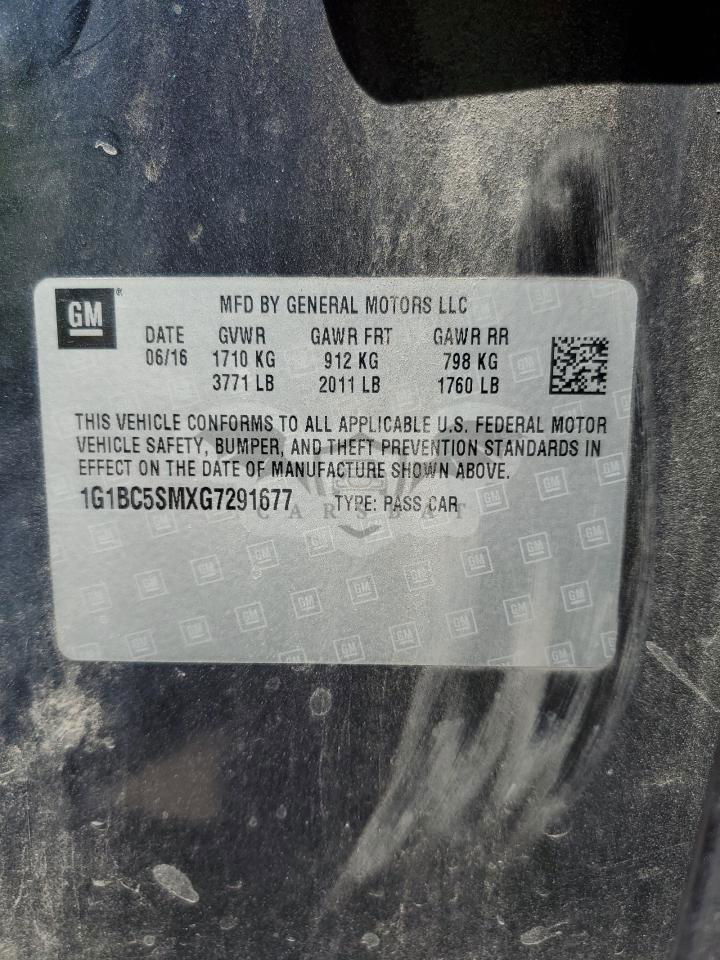 GM
MFD BY GENERAL MOTORS LLC
DATE GVWR GAWR FRT GAWR RR
06/16 1710 KG 912 KG 798 KG
3771 LB 2011 LB 1760 LB
THIS VEHICLE CONFORMS TO ALL APPLICABLE U.S. FEDERAL MOTOR
VEHICLE SAFETY, BUMPER, AND THEFT PREVENTION STANDARDS IN
EFFECT ON THE DATE OF MANUFACTURE SHOWN ABOVE.
1G1BC5SMXG7291677 TYPE: PASS CAR
CARSBAT